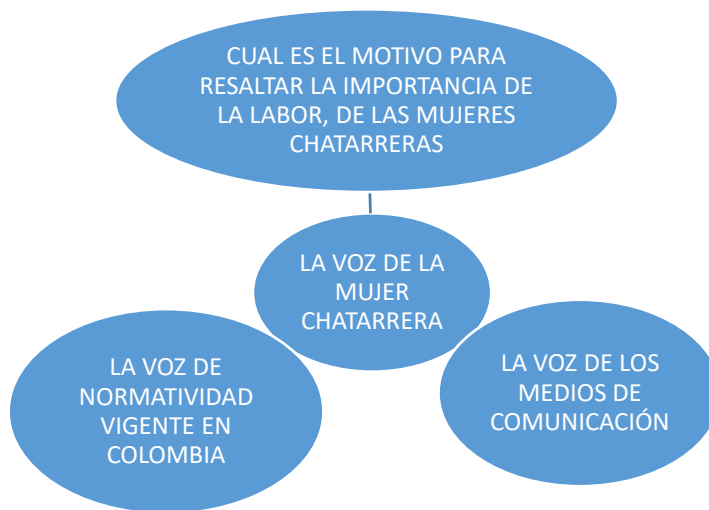 CUAL ES EL MOTIVO PARA
RESALTAR LA IMPORTANCIA DE
LA LABOR, DE LAS MUJERES
CHATARRERAS
LA VOZ DE LA
MUJER
CHATARRERA
LA VOZ DE
NORMATIVIDAD
VIGENTE EN
COLOMBIA
LA VOZ DE LOS
MEDIOS DE
COMUNICACIÓN